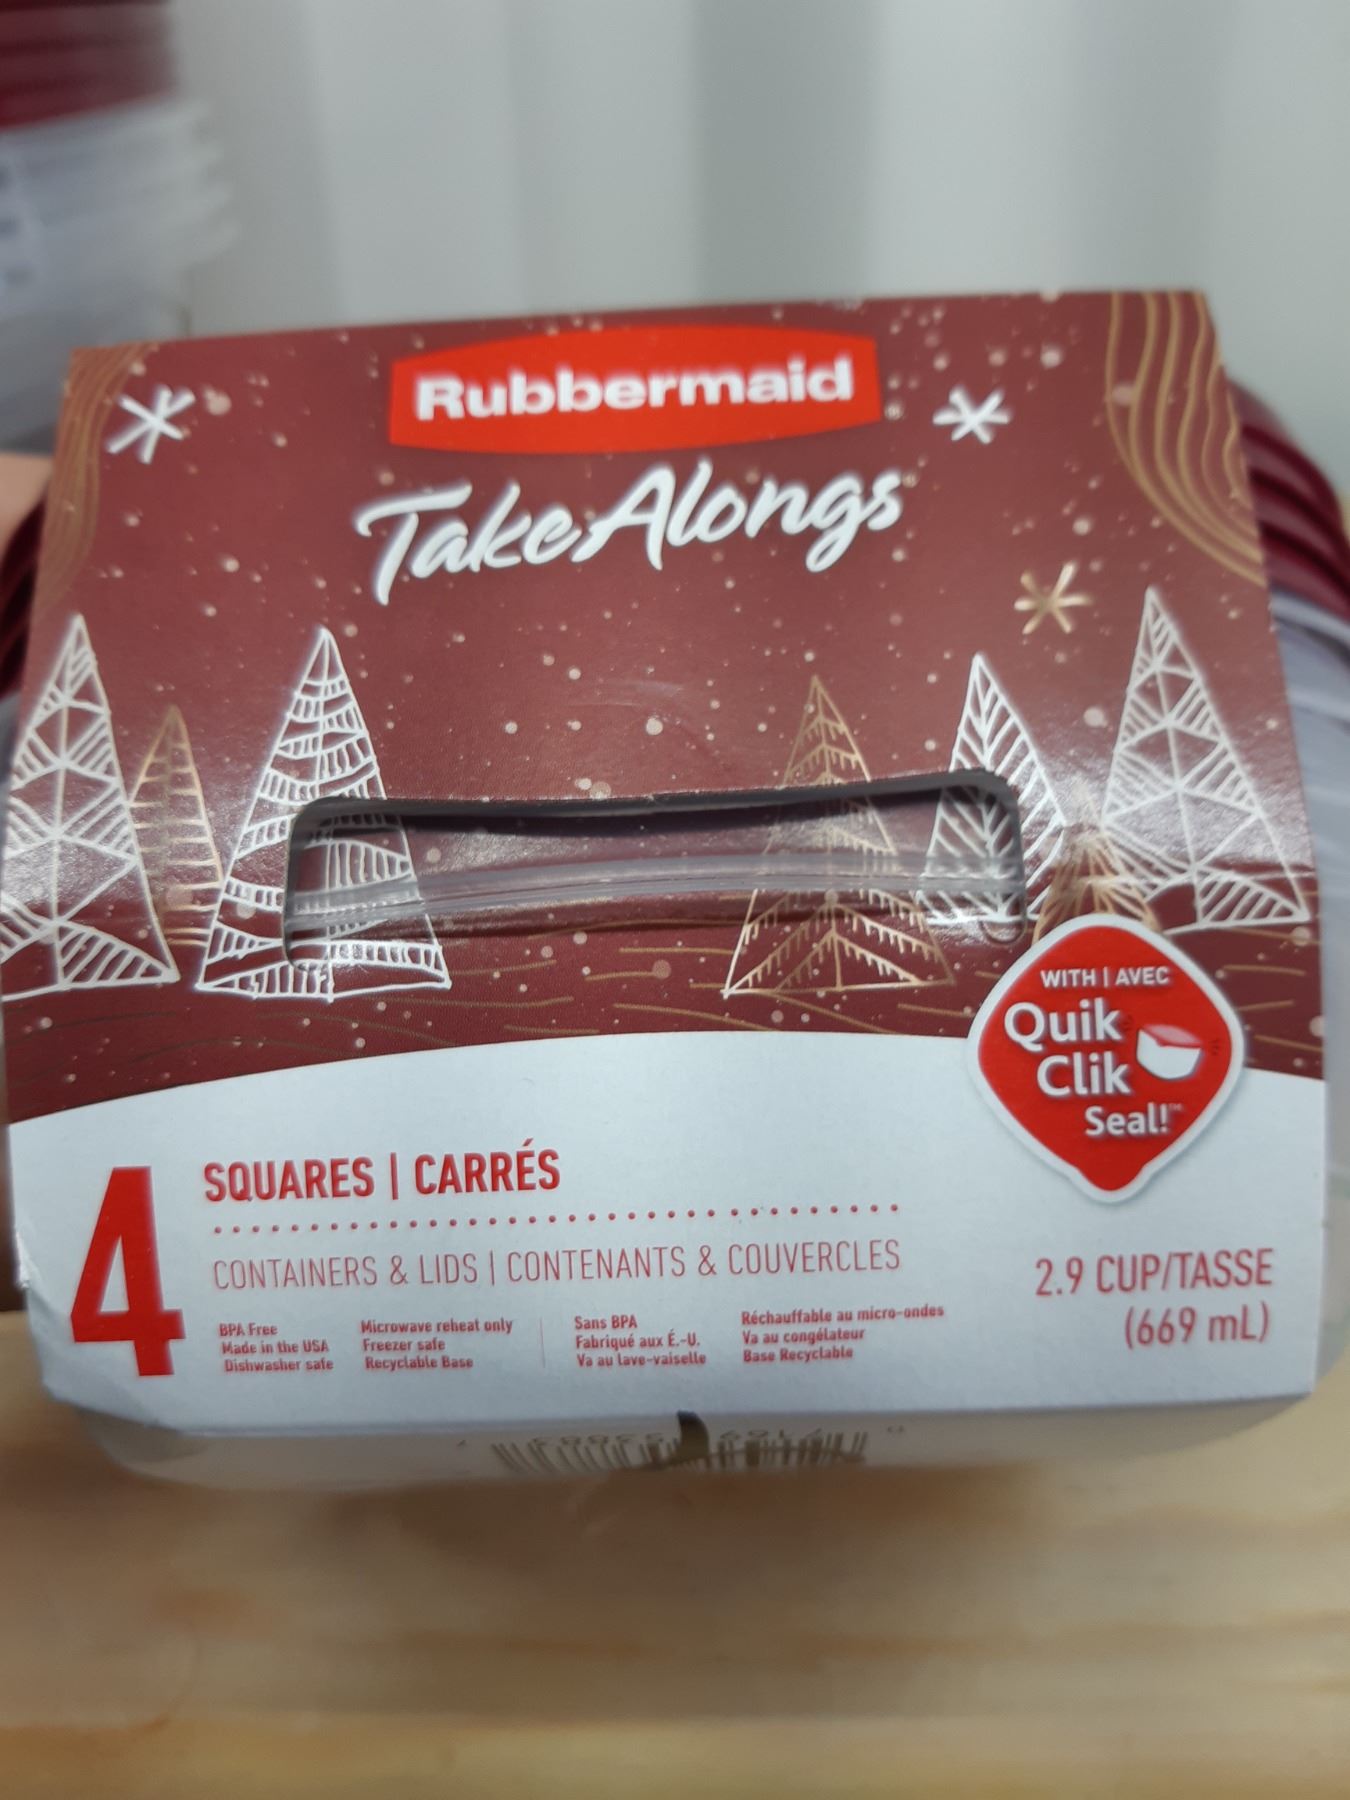 Rubbermaid®
TakeAlongs®
WITH | AVEC
Quik
Clik
Seal!™
4
SQUARES | CARRÉS
CONTAINERS & LIDS | CONTENANTS & COUVERCLES
2.9 CUP/TASSE
(669 mL)
BPA Free
Made in the USA
Dishwasher safe
Microwave reheat only
Freezer safe
Recyclable Base
Sans BPA
Fabriqué aux É.-U.
Va au lave-vaiselle
Réchauffable au micro-ondes
Va au congélateur
Base Recyclable